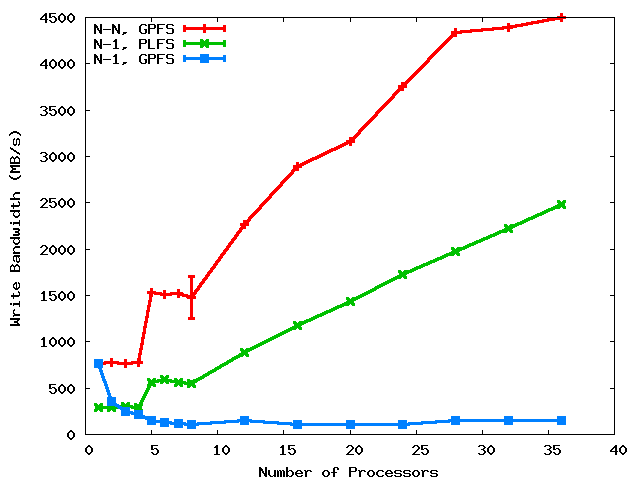 N-N, GPFS
N-1, PLFS
N-1, GPFS
Write Bandwidth (MB/s)
4500
4000
3500
3000
2500
2000
1500
1000
500
0
0 5 10 15 20 25 30 35 40
Number of Processors